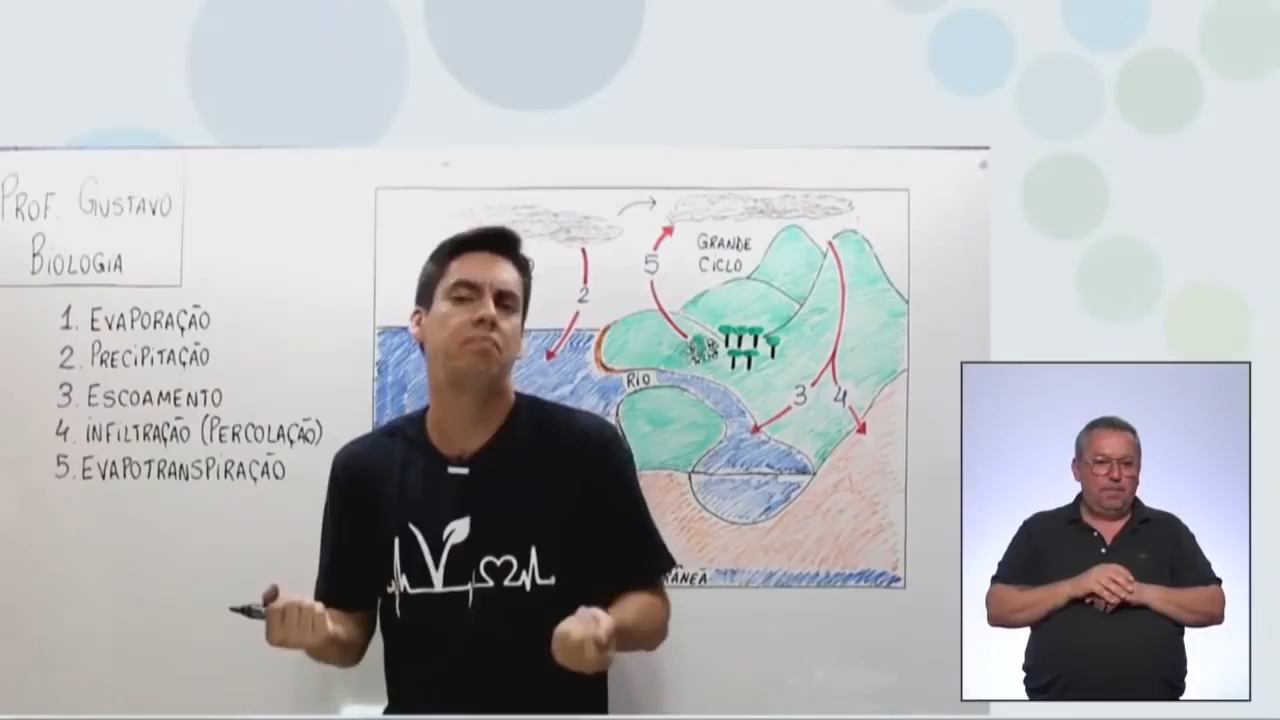 PROF. GUSTAVO
BIOLOGIA
1. EVAPORAÇÃO
2. PRECIPITAÇÃO
3. ESCOAMENTO
4. INFILTRAÇÃO (PERCOLAÇÃO)
5. EVAPOTRANSPIRAÇÃO
GRANDE
CICLO
5
2
RIO
3
4